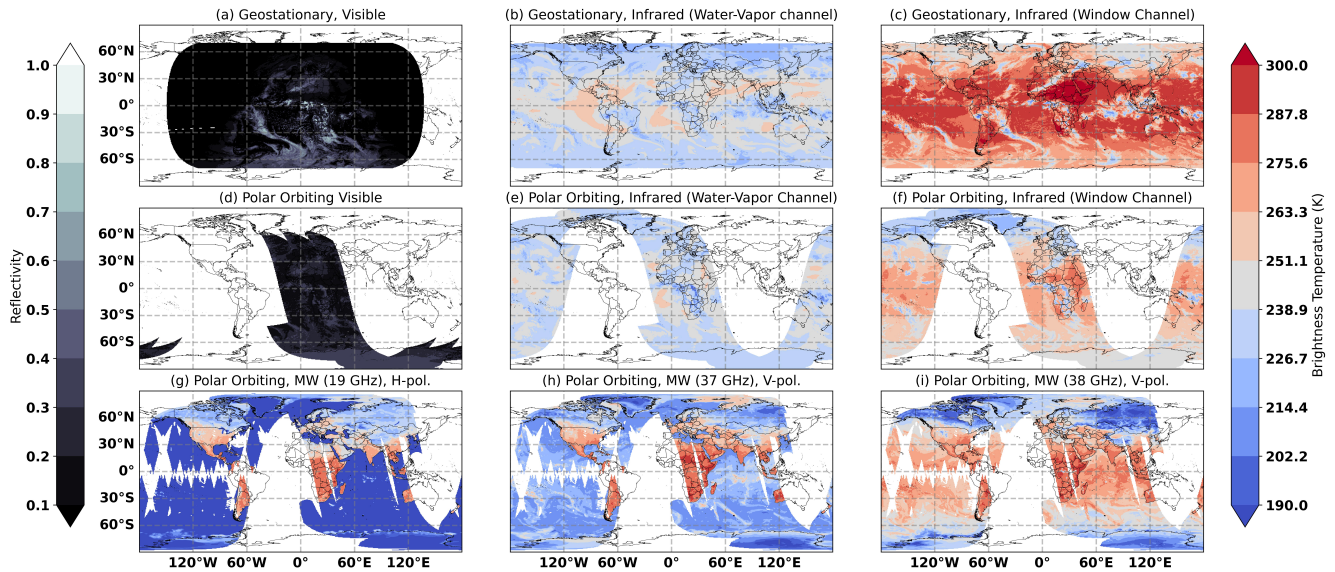 (a) Geostationary, Visible
(b) Geostationary, Infrared (Water-Vapor channel)
(c) Geostationary, Infrared (Window Channel)
60°N
30°N
0°
30°S
60°S
(d) Polar Orbiting Visible
(e) Polar Orbiting, Infrared (Water-Vapor Channel)
(f) Polar Orbiting, Infrared (Window Channel)
60°N
30°N
0°
30°S
60°S
(g) Polar Orbiting, MW (19 GHz), H-pol.
(h) Polar Orbiting, MW (37 GHz), V-pol.
(i) Polar Orbiting, MW (38 GHz), V-pol.
60°N
30°N
0°
30°S
60°S
120°W 60°W 0° 60°E 120°E
120°W 60°W 0° 60°E 120°E
120°W 60°W 0° 60°E 120°E
Reflectivity
1.0
0.9
0.8
0.7
0.6
0.5
0.4
0.3
0.2
0.1
300.0
287.8
275.6
263.3
251.1
238.9
226.7
214.4
202.2
190.0
Brightness Temperature (K)